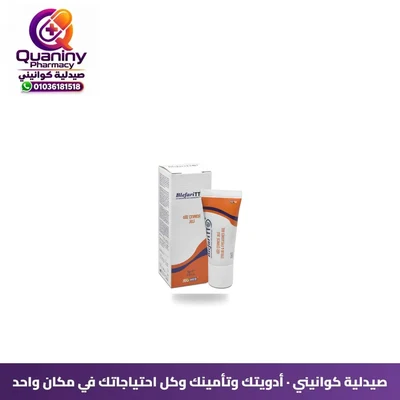 Quaniny
Pharmacy
صيدلية كوانيني
01036181518
BlefariTT
صيدلية كوانيني · أدويتك وتأمينك وكل احتياجاتك في مكان واحد